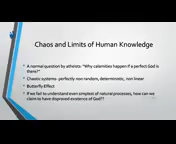 Chaos and Limits of Human Knowledge
• A normal question by atheists: "Why calamities happen if a perfect God is
there?"
• Chaotic systems- perfectly non random, deterministic, non linear
• Butterfly Effect
• If we fail to understand even simplest of natural processes, how can we
claim to have disproved existence of God??